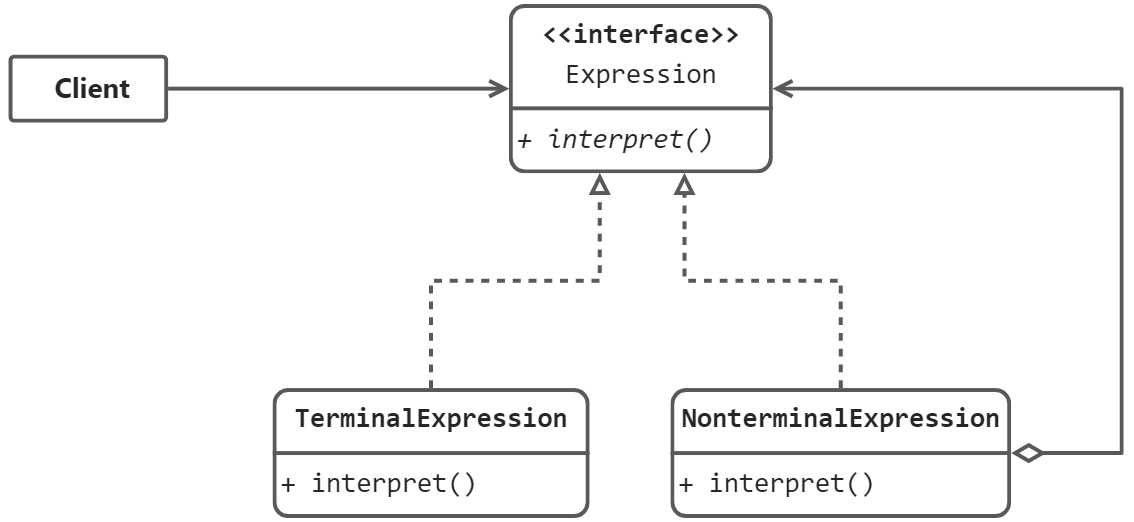 Client
<<interface>>
Expression
+ interpret()
TerminalExpression
+ interpret()
NonterminalExpression
+ interpret()